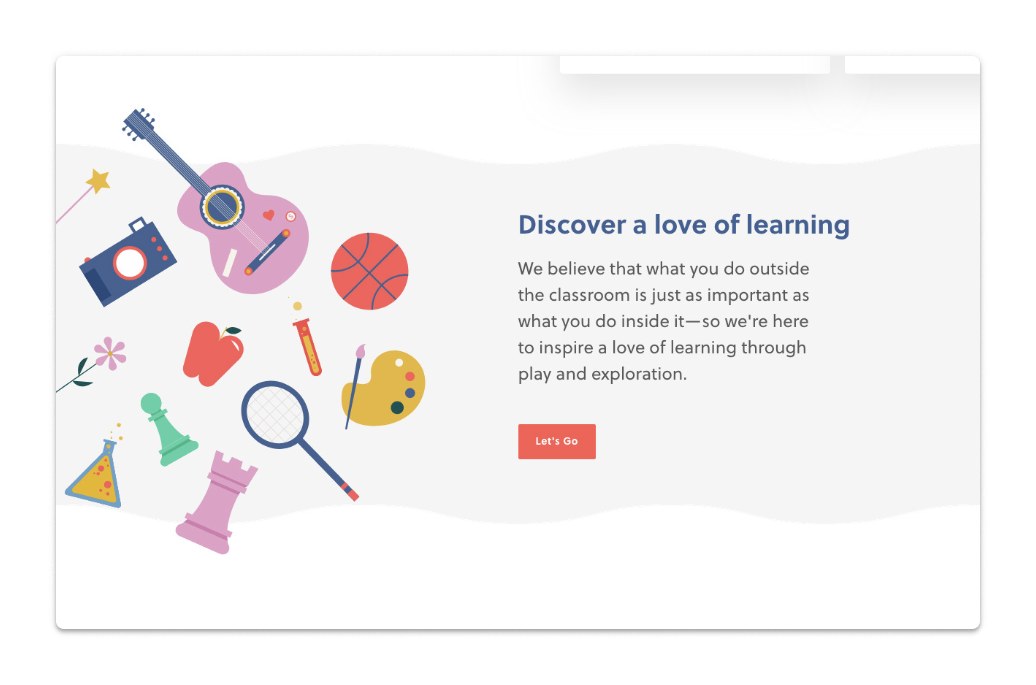 Discover a love of learning
We believe that what you do outside
the classroom is just as important as
what you do inside it—so we're here
to inspire a love of learning through
play and exploration.
Let's Go